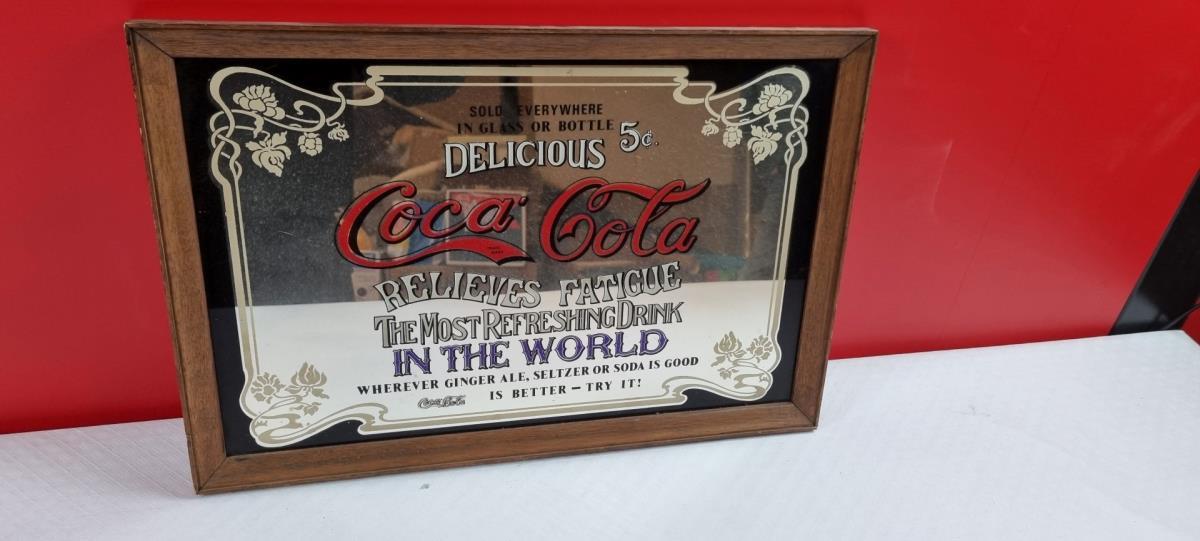 SOLD EVERYWHERE
IN GLASS OR BOTTLE 5¢.
DELICIOUS
Coca-Cola
RELIEVES FATIGUE
THE MOST REFRESHING DRINK
IN THE WORLD
WHEREVER GINGER ALE, SELTZER OR SODA IS GOOD
Coca-Cola IS BETTER – TRY IT!